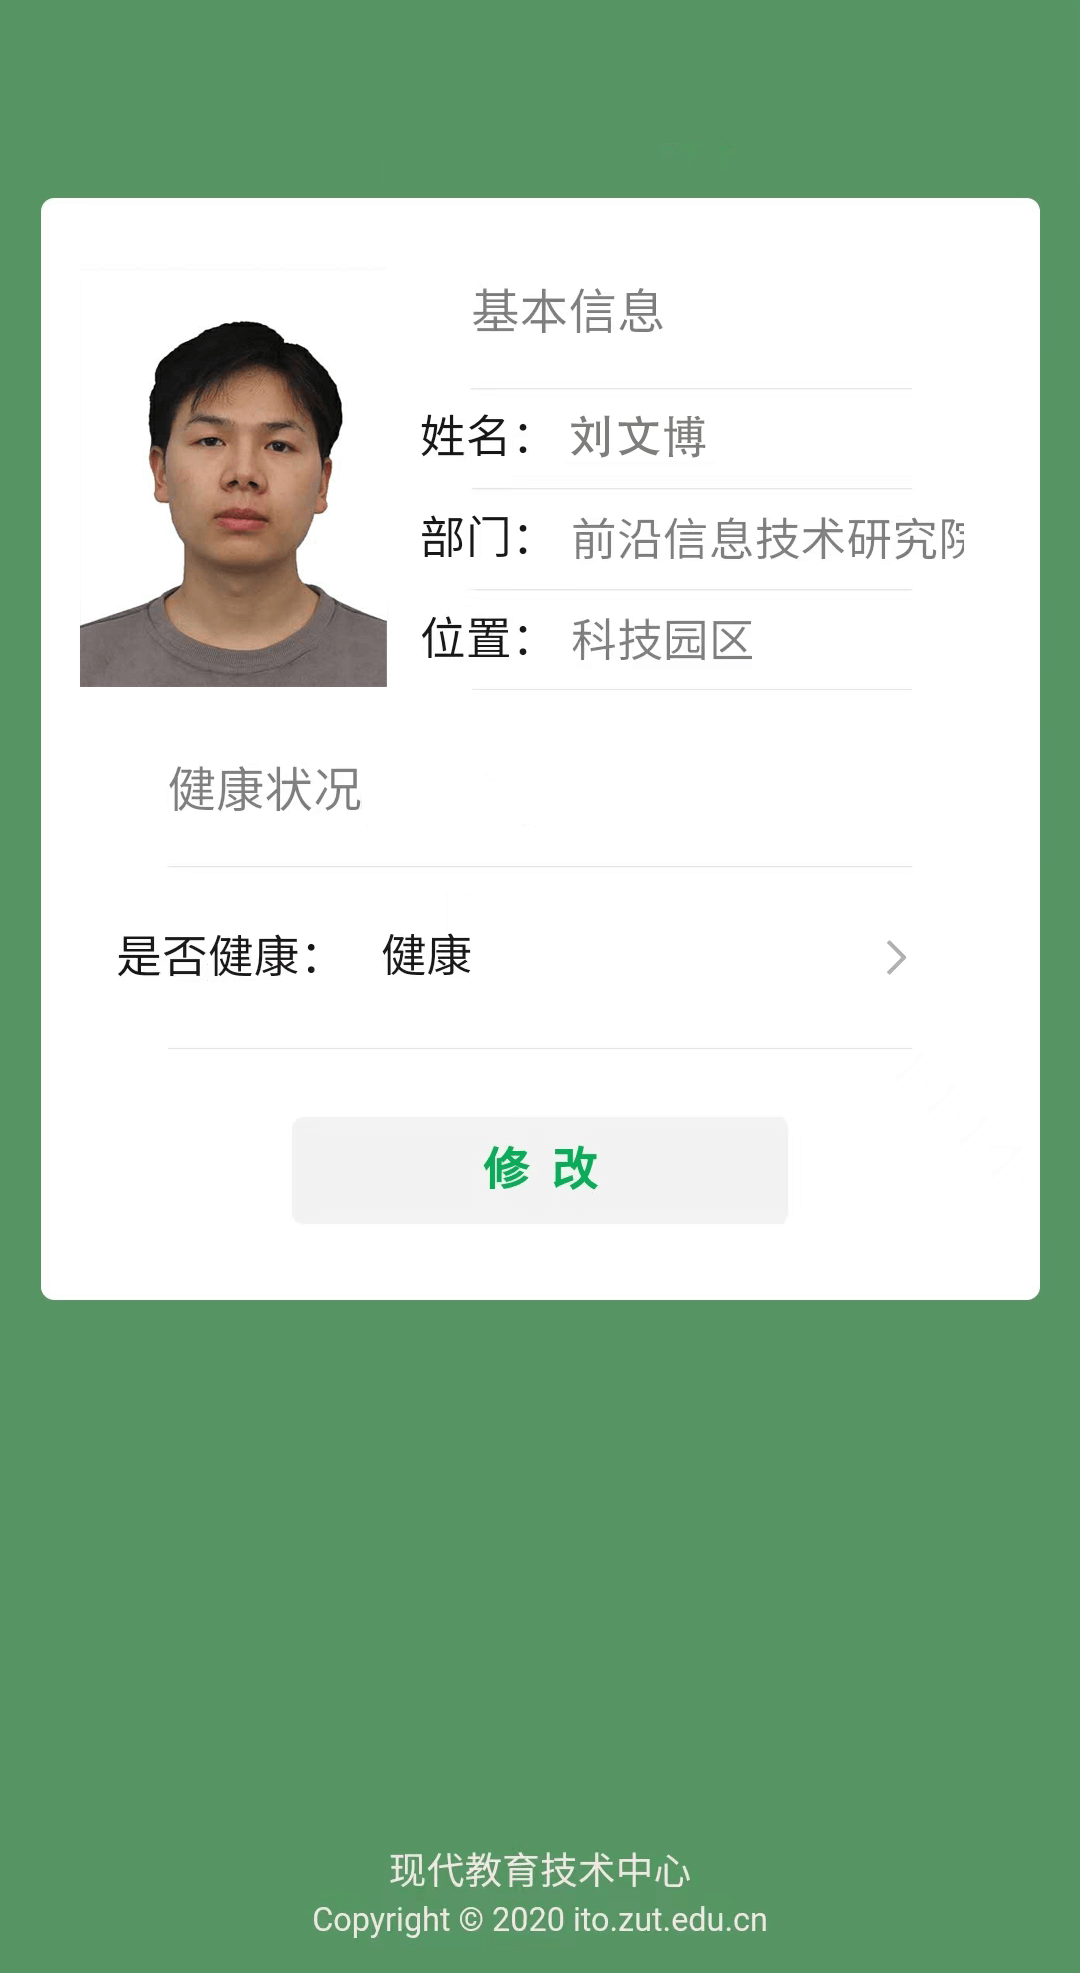 基本信息
姓名： 刘文博
部门： 前沿信息技术研究院
位置： 科技园区
健康状况
是否健康： 健康
修 改
现代教育技术中心
Copyright © 2020 ito.zut.edu.cn